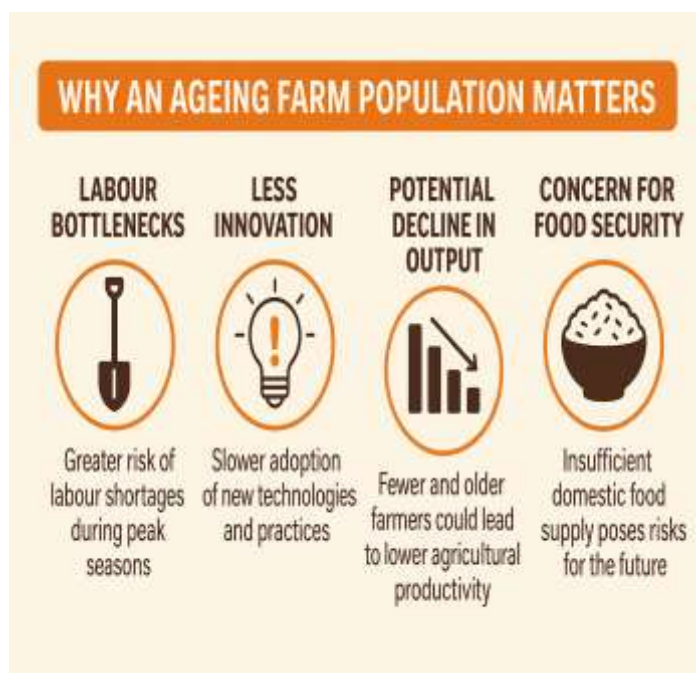 WHY AN AGEING FARM POPULATION MATTERS
LABOUR
BOTTLENECKS
Greater risk of
labour shortages
during peak
seasons
LESS
INNOVATION
Slower adoption
of new technologies
and practices
POTENTIAL
DECLINE IN
OUTPUT
Fewer and older
farmers could lead
to lower agricultural
productivity
CONCERN FOR
FOOD SECURITY
Insufficient
domestic food
supply poses risks
for the future